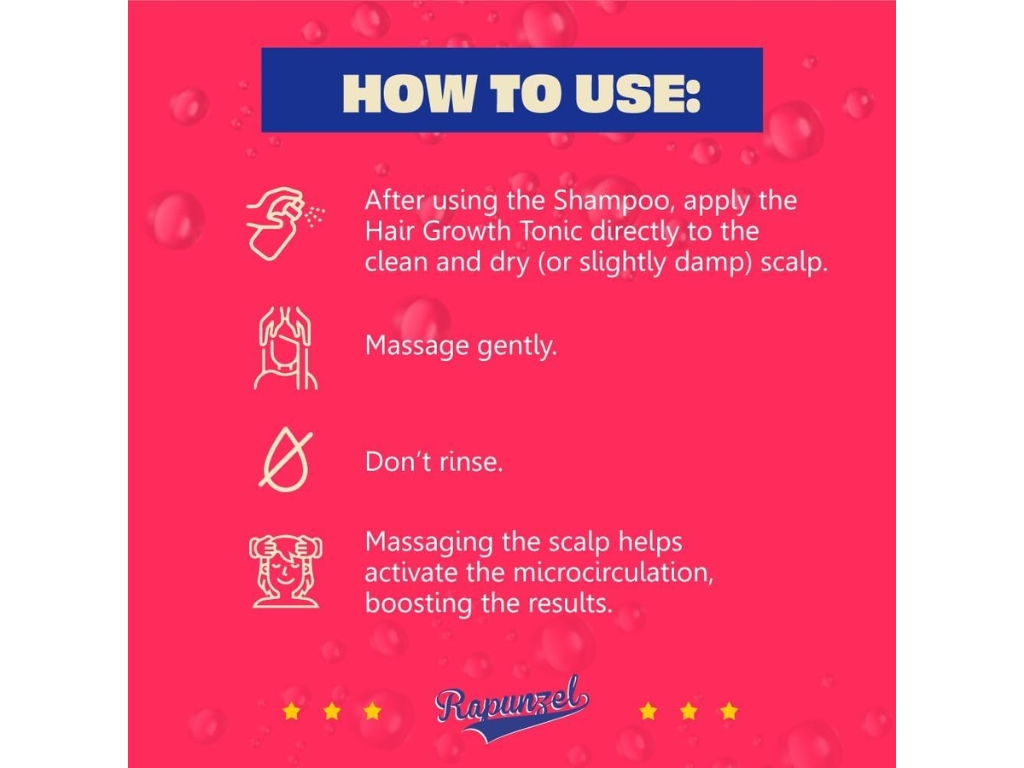 HOW TO USE:
After using the Shampoo, apply the
Hair Growth Tonic directly to the
clean and dry (or slightly damp) scalp.
Massage gently.
Don’t rinse.
Massaging the scalp helps
activate the microcirculation,
boosting the results.
Rapunzel